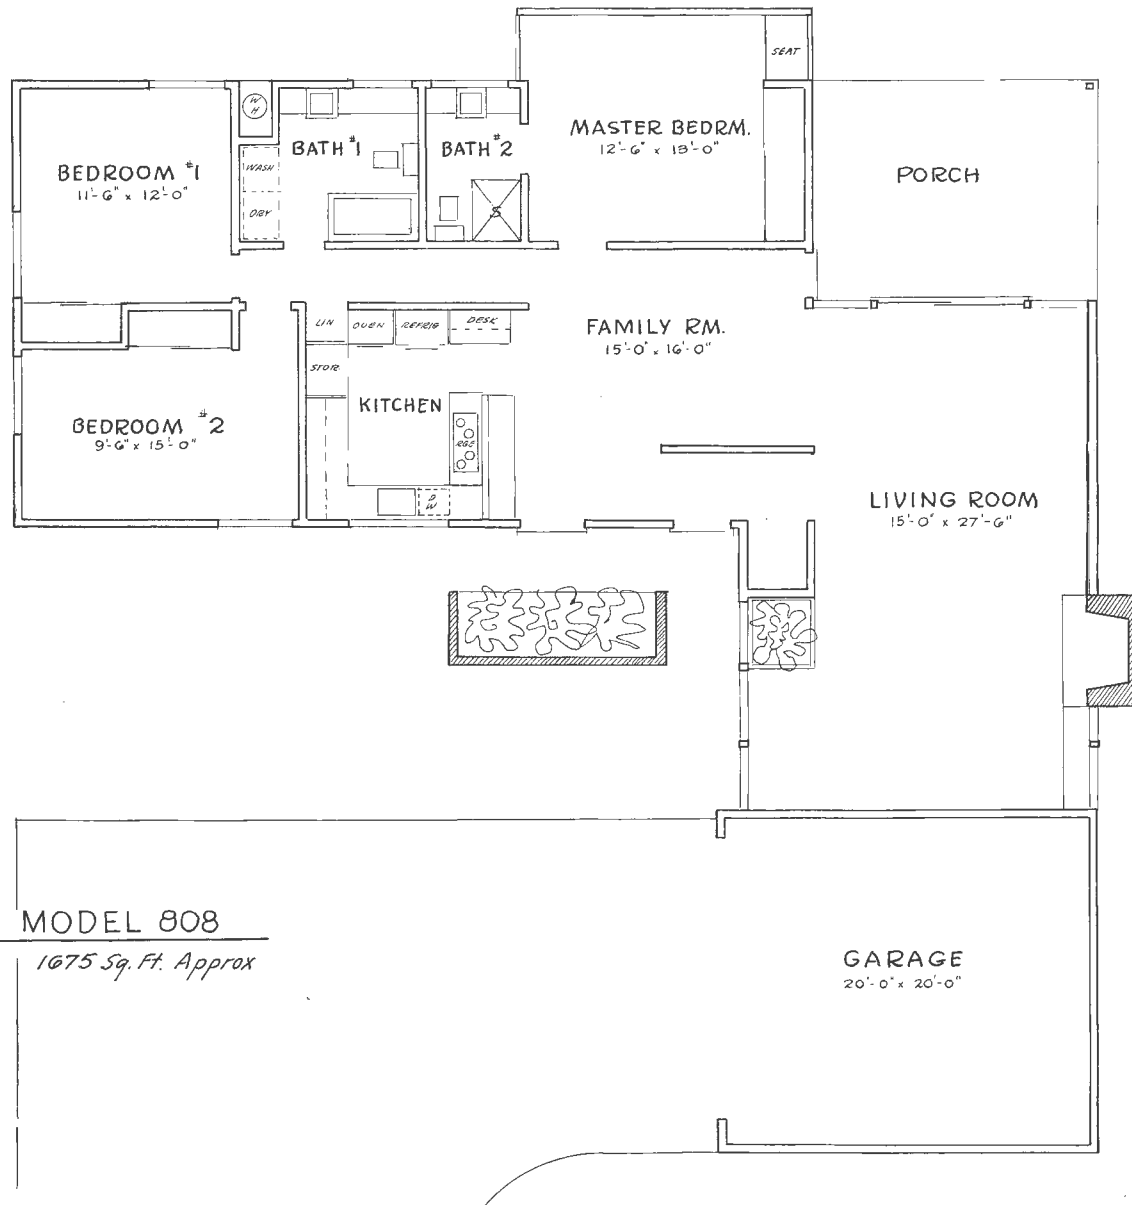 SEAT
W
H
MASTER BEDRM.
12'-6" x 13'-0"
BATH #1
BATH #2
BEDROOM #1
11'-6" x 12'-0"
WASH
PORCH
DRY
S
LIN
OVEN
REFRIG
DESK
FAMILY RM.
15'-0" x 16'-0"
STOR.
KITCHEN
BEDROOM #2
9'-6" x 15'-0"
RGE
D
W
LIVING ROOM
15'-0" x 27'-6"
MODEL 808
1675 Sq. Ft. Approx
GARAGE
20'-0" x 20'-0"